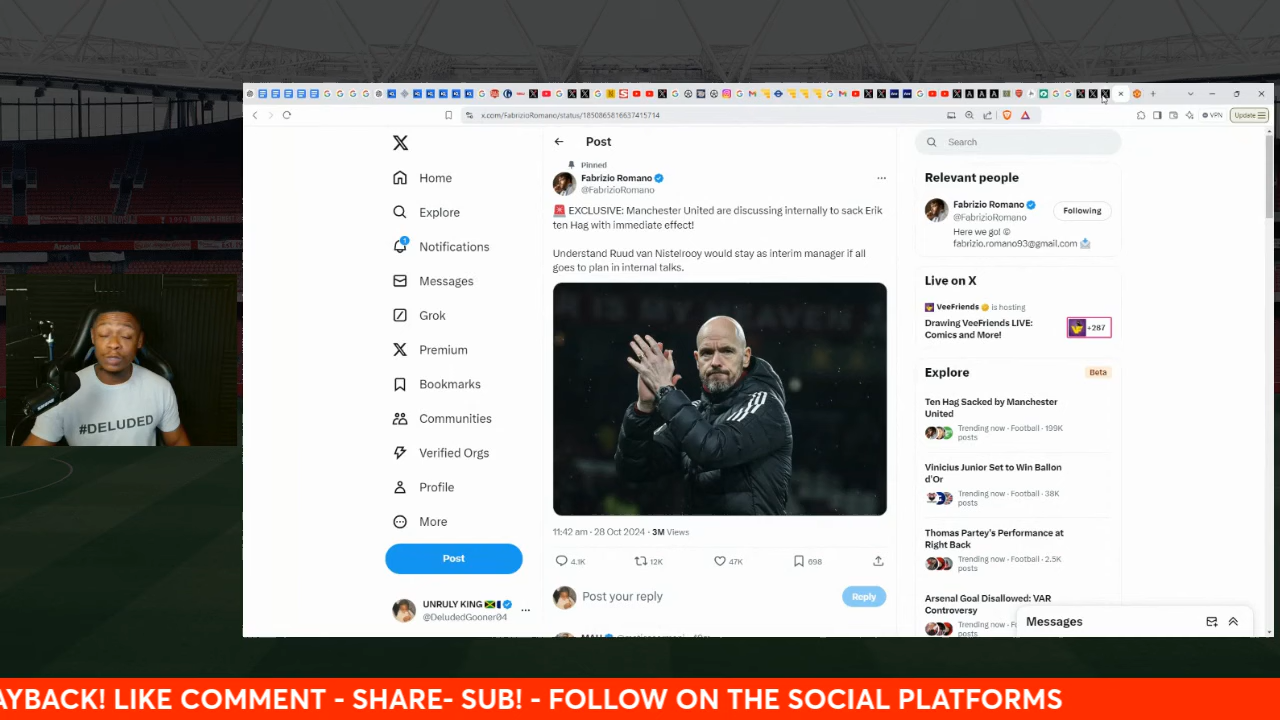 Update
x.com/FabrizioRomano/status/1850865816637415714
VPN
Home
Explore
Notifications
Messages
Grok
Premium
Bookmarks
Communities
Verified Orgs
Profile
More
Post
UNRULY KING
@DeludedGooner04
Post
Pinned
Fabrizio Romano
@FabrizioRomano
EXCLUSIVE: Manchester United are discussing internally to sack Erik
ten Hag with immediate effect!
Understand Ruud van Nistelrooy would stay as interim manager if all
goes to plan in internal talks.
11:42 am · 28 Oct 2024 · 3M Views
4.1K
12K
47K
698
Post your reply
Reply
Search
Relevant people
Fabrizio Romano
@FabrizioRomano
Following
Here we go! ©
fabrizio.romano93@gmail.com
Live on X
VeeFriends is hosting
Drawing VeeFriends LIVE:
Comics and More!
+287
Explore
Beta
Ten Hag Sacked by Manchester
United
Trending now · Football · 199K
posts
Vinicius Junior Set to Win Ballon
d'Or
Trending now · Football · 38K
posts
Thomas Partey's Performance at
Right Back
Trending now · Football · 2.5K
posts
Arsenal Goal Disallowed: VAR
Controversy
Messages
#DELUDED
Arsenal
AYBACK! LIKE COMMENT - SHARE- SUB! - FOLLOW ON THE SOCIAL PLATFORMS